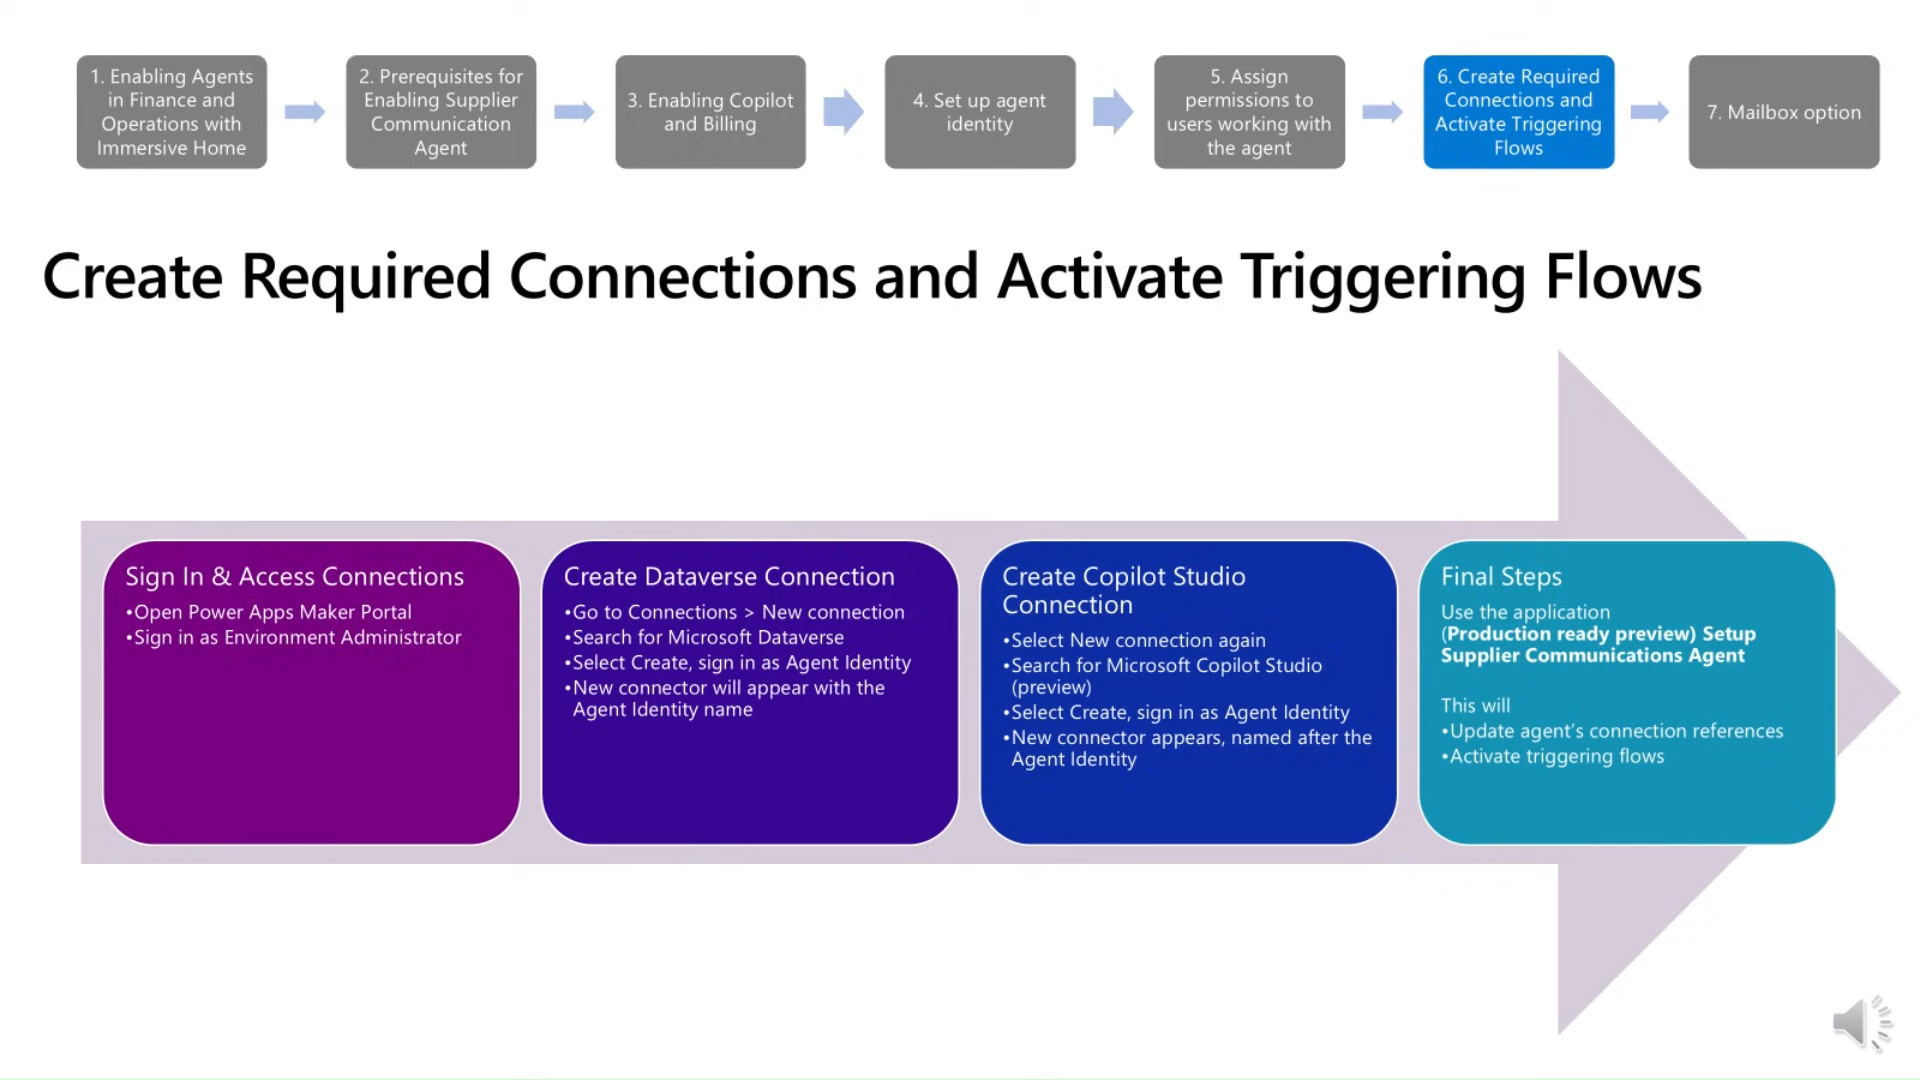 1. Enabling Agents
in Finance and
Operations with
Immersive Home
2. Prerequisites for
Enabling Supplier
Communication
Agent
3. Enabling Copilot
and Billing
4. Set up agent
identity
5. Assign
permissions to
users working with
the agent
6. Create Required
Connections and
Activate Triggering
Flows
7. Mailbox option
Create Required Connections and Activate Triggering Flows
Sign In & Access Connections
•Open Power Apps Maker Portal
•Sign in as Environment Administrator
Create Dataverse Connection
•Go to Connections > New connection
•Search for Microsoft Dataverse
•Select Create, sign in as Agent Identity
•New connector will appear with the
Agent Identity name
Create Copilot Studio
Connection
•Select New connection again
•Search for Microsoft Copilot Studio
(preview)
•Select Create, sign in as Agent Identity
•New connector appears, named after the
Agent Identity
Final Steps
Use the application
(Production ready preview) Setup
Supplier Communications Agent
This will
•Update agent's connection references
•Activate triggering flows